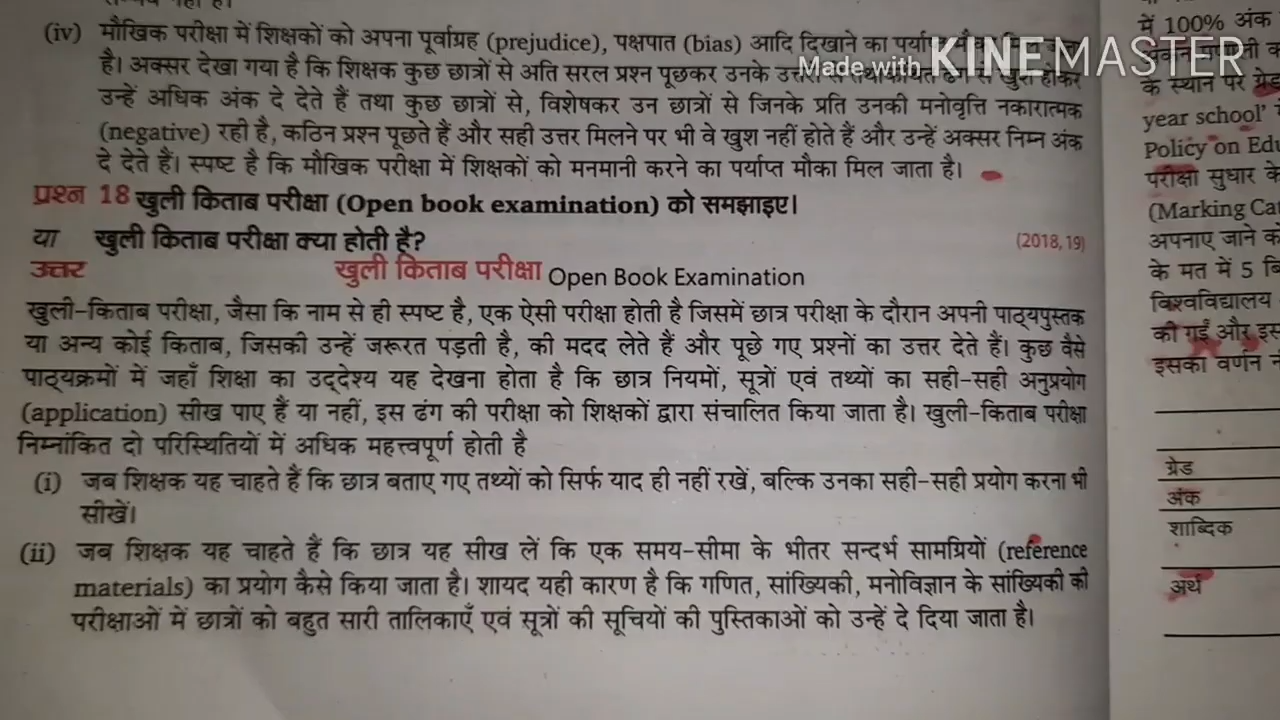 (iv) मौखिक परीक्षा में शिक्षकों को अपना पूर्वाग्रह (prejudice), पक्षपात (bias) आदि दिखाने का
Made with KINEMASTER
है। अक्सर देखा गया है कि शिक्षक कुछ छात्रों से अति सरल प्रश्न पूछकर उनके
उन्हें अधिक अंक दे देते हैं तथा कुछ छात्रों से, विशेषकर उन छात्रों से जिनके प्रति उनकी मनोवृत्ति नकारात्मक
(negative) रही है, कठिन प्रश्न पूछते हैं और सही उत्तर मिलने पर भी वे खुश नहीं होते हैं और उन्हें अक्सर निम्न अंक
दे देते हैं। स्पष्ट है कि मौखिक परीक्षा में शिक्षकों को मनमानी करने का पर्याप्त मौका मिल जाता है।
प्रश्न 18 खुली किताब परीक्षा (Open book examination) को समझाइए।
या खुली किताब परीक्षा क्या होती है? (2018, 19)
उत्तर खुली किताब परीक्षा Open Book Examination
खुली-किताब परीक्षा, जैसा कि नाम से ही स्पष्ट है, एक ऐसी परीक्षा होती है जिसमें छात्र परीक्षा के दौरान अपनी पाठ्यपुस्तक
या अन्य कोई किताब, जिसकी उन्हें जरूरत पड़ती है, की मदद लेते हैं और पूछे गए प्रश्नों का उत्तर देते हैं। कुछ वैसे
पाठ्यक्रमों में जहाँ शिक्षा का उद्देश्य यह देखना होता है कि छात्र नियमों, सूत्रों एवं तथ्यों का सही-सही अनुप्रयोग
(application) सीख पाए हैं या नहीं, इस ढंग की परीक्षा को शिक्षकों द्वारा संचालित किया जाता है। खुली-किताब परीक्षा
निम्नांकित दो परिस्थितियों में अधिक महत्त्वपूर्ण होती है
(i) जब शिक्षक यह चाहते हैं कि छात्र बताए गए तथ्यों को सिर्फ याद ही नहीं रखें, बल्कि उनका सही-सही प्रयोग करना भी
सीखें।
(ii) जब शिक्षक यह चाहते हैं कि छात्र यह सीख लें कि एक समय-सीमा के भीतर सन्दर्भ सामग्रियों (reference
materials) का प्रयोग कैसे किया जाता है। शायद यही कारण है कि गणित, सांख्यिकी, मनोविज्ञान के सांख्यिकी की
परीक्षाओं में छात्रों को बहुत सारी तालिकाएँ एवं सूत्रों की सूचियों की पुस्तिकाओं को उन्हें दे दिया जाता है।
में 100% अंक
के स्थान पर
year school'
Policy on Edu
परीक्षा सुधार के
(Marking Car
अपनाए जाने को
के मत में 5 बि
विश्वविद्यालय
की गई और इस
इसका वर्णन
ग्रेड
अंक
शाब्दिक
अर्थ